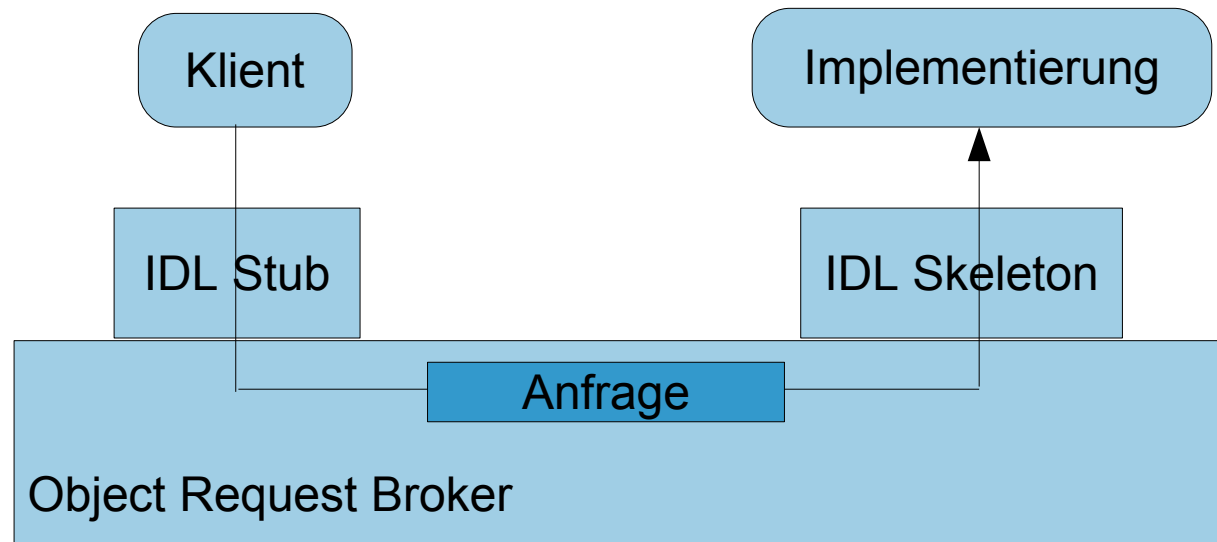 Klient
Implementierung
IDL Stub
IDL Skeleton
Anfrage
Object Request Broker